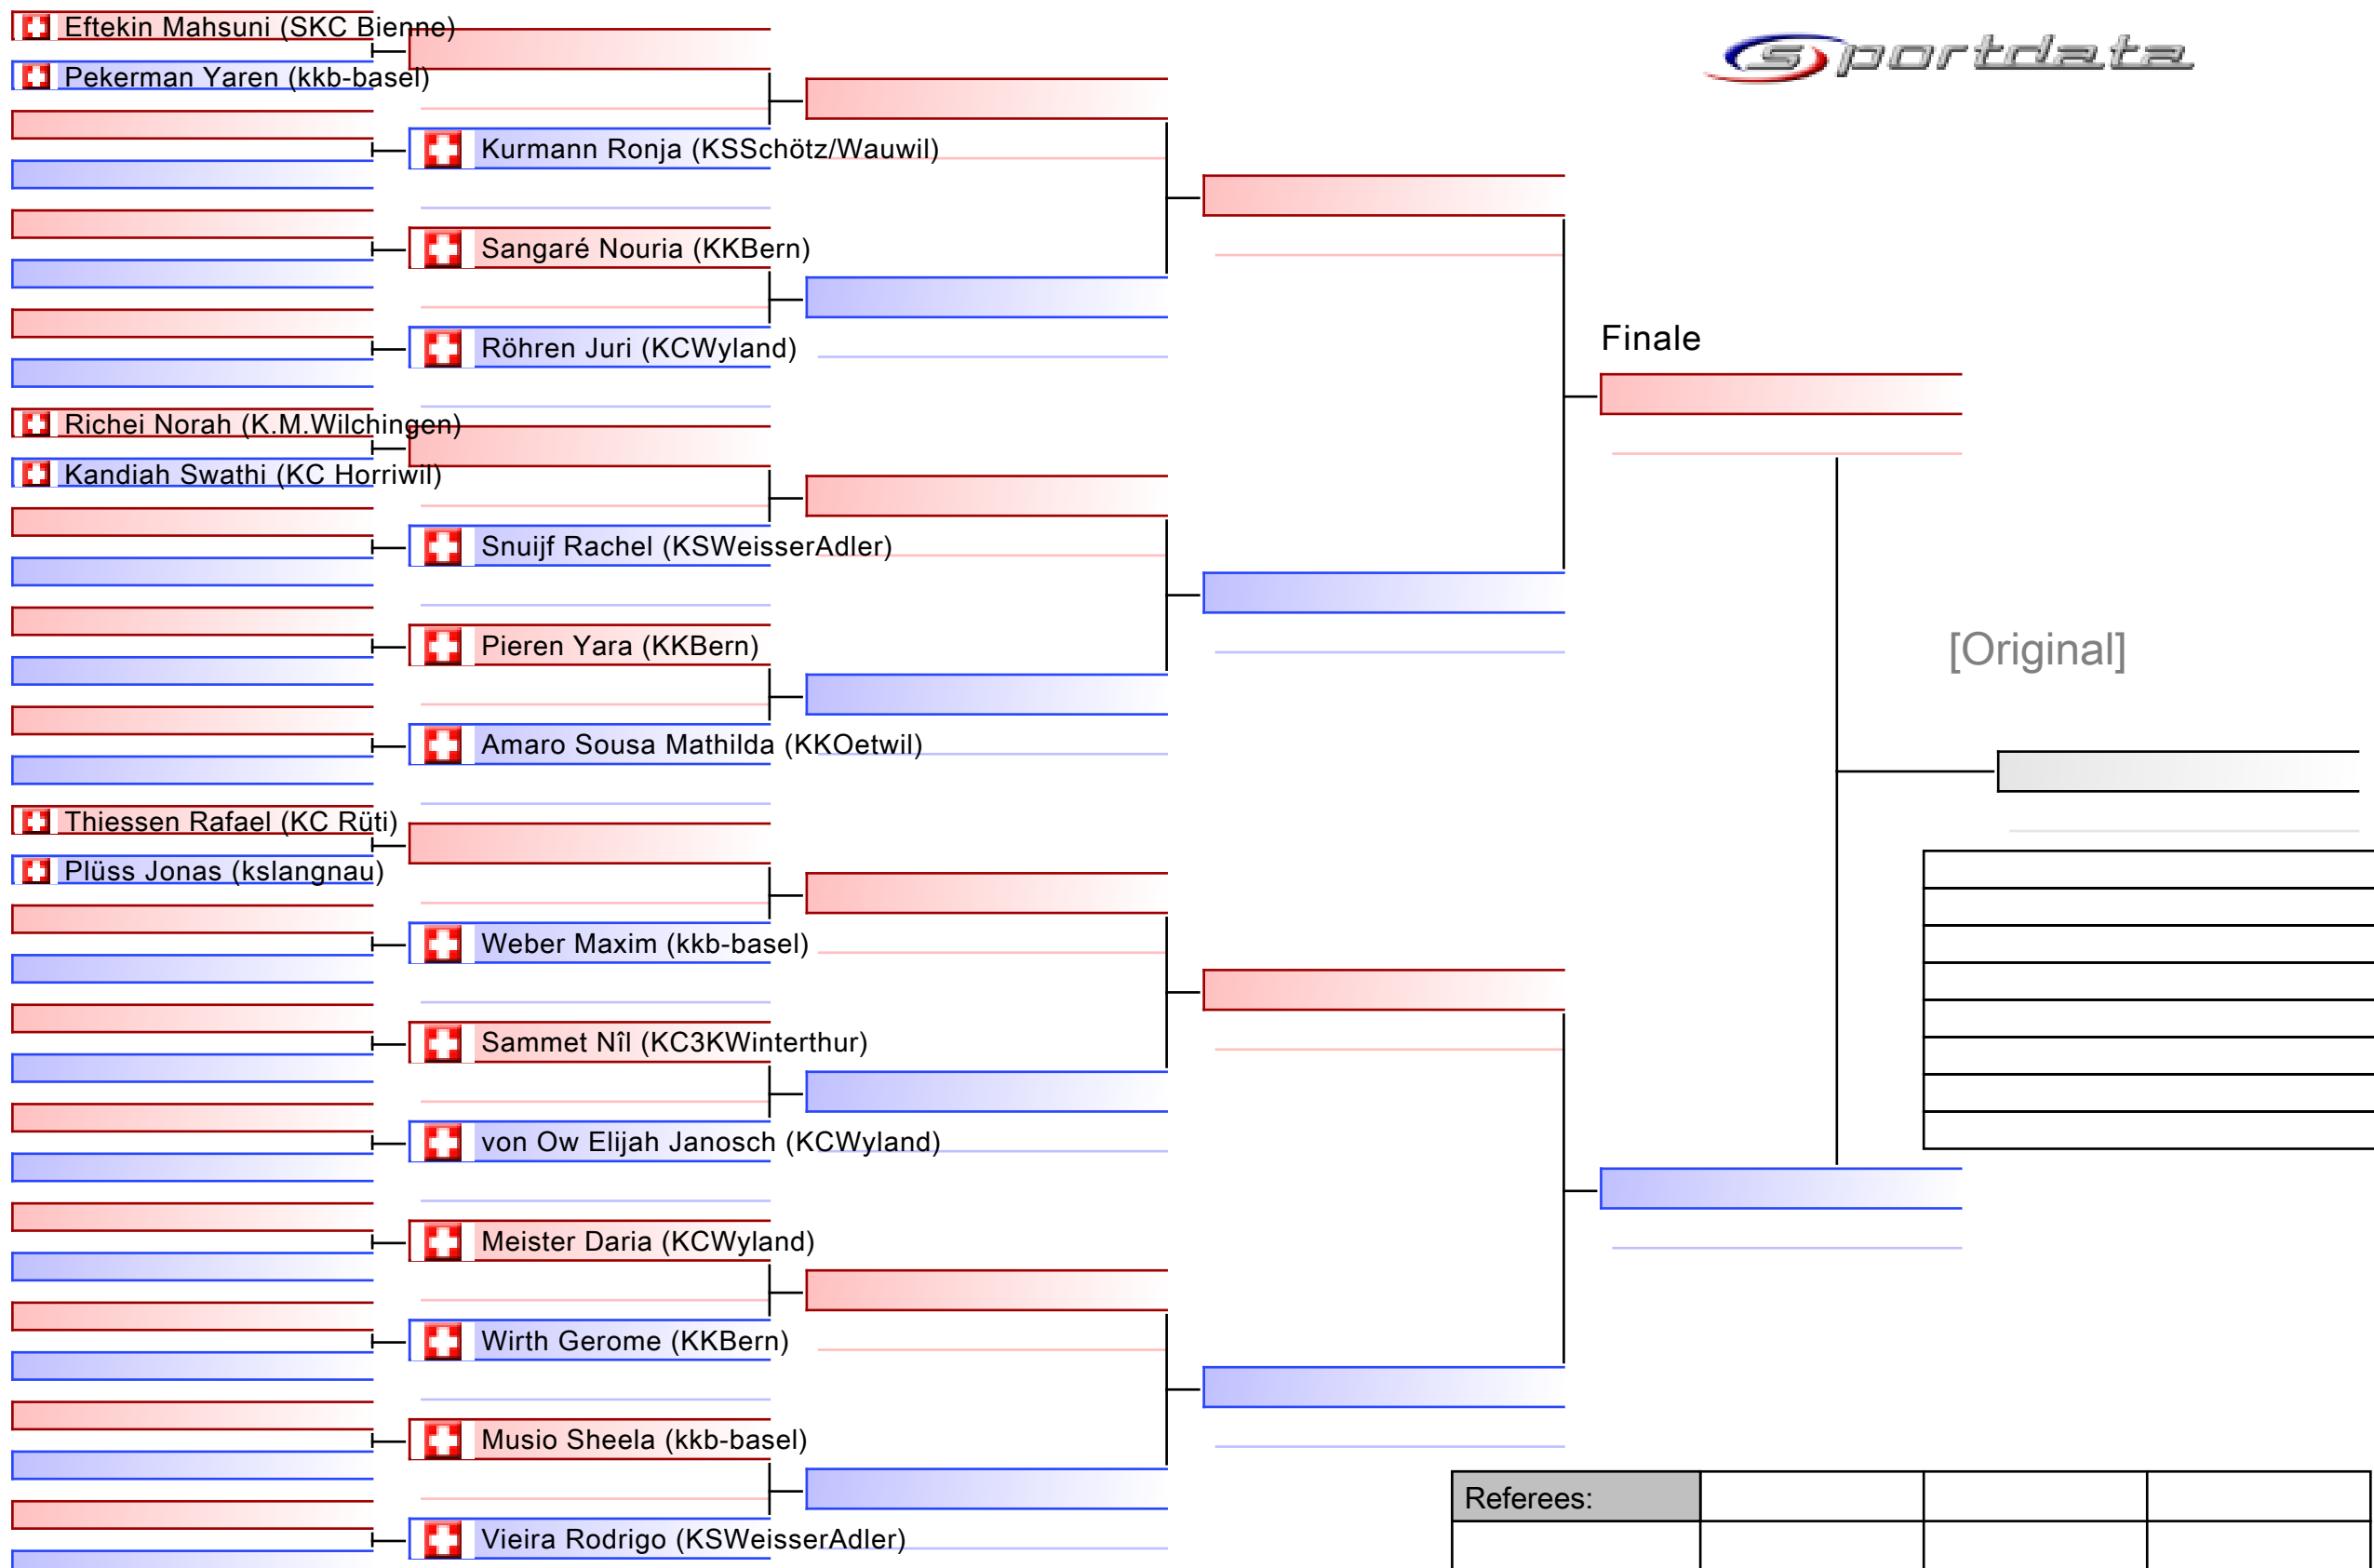 Eftekin Mahsuni (SKC Bienne)
Pekerman Yaren (kkb-basel)
sportdata
Kurmann Ronja (KSSchötz/Wauwil)
Sangaré Nouria (KKBern)
Röhren Juri (KCWyland)
Finale
Richei Norah (K.M.Wilchingen)
Kandiah Swathi (KC Horriwil)
Snuijf Rachel (KSWeisserAdler)
Pieren Yara (KKBern)
[Original]
Amaro Sousa Mathilda (KKOetwil)
Thiessen Rafael (KC Rüti)
Plüss Jonas (kslangnau)
Weber Maxim (kkb-basel)
Sammet Nîl (KC3KWinterthur)
von Ow Elijah Janosch (KCWyland)
Meister Daria (KCWyland)
Wirth Gerome (KKBern)
Musio Sheela (kkb-basel)
Referees:
Vieira Rodrigo (KSWeisserAdler)